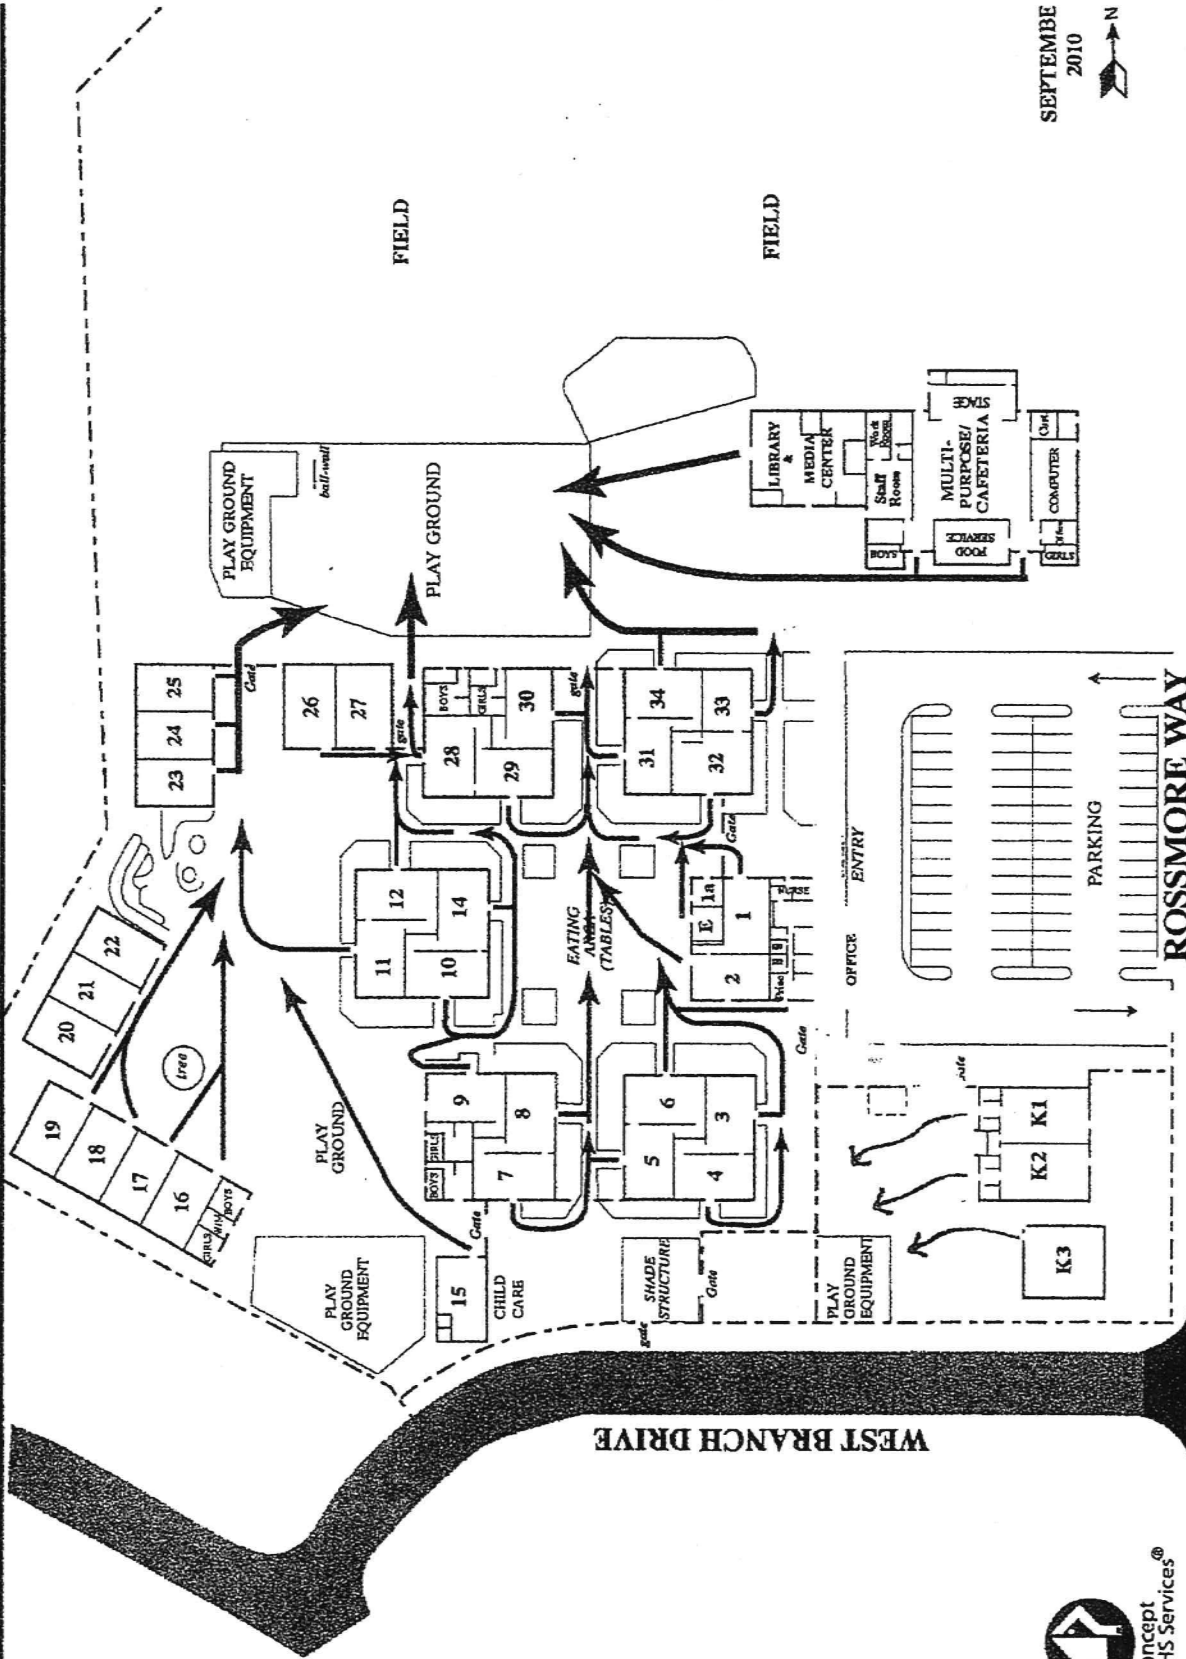 SEPTEMBE
2010
N
FIELD
FIELD
PLAY GROUND
EQUIPMENT
ball-wall
PLAY GROUND
LIBRARY
&
MEDIA
CENTER
Work
Room
Staff
Room
STAGE
MULTI-
PURPOSE/
CAFETERIA
FOOD
SERVICE
BOYS
COMPUTER
GIRLS
25
24
23
Gate
26
27
gate
BOYS
GIRLS
30
28
29
gate
34
33
31
32
Gate
22
21
20
19
18
17
16
BOYS
GIRLS
(tree)
12
14
11
10
EATING
AREA
(TABLES)
E
1a
1
2
NURSE
OFFICE
ENTRY
PARKING
ROSSMORE WAY
PLAY
GROUND
9
8
7
GIRLS
BOYS
6
3
5
4
Gate
Gate
PLAY
GROUND
EQUIPMENT
15
CHILD
CARE
SHADE
STRUCTURE
Gate
gate
PLAY
GROUND
EQUIPMENT
K1
K2
K3
WEST BRANCH DRIVE
ncept
HS Services®